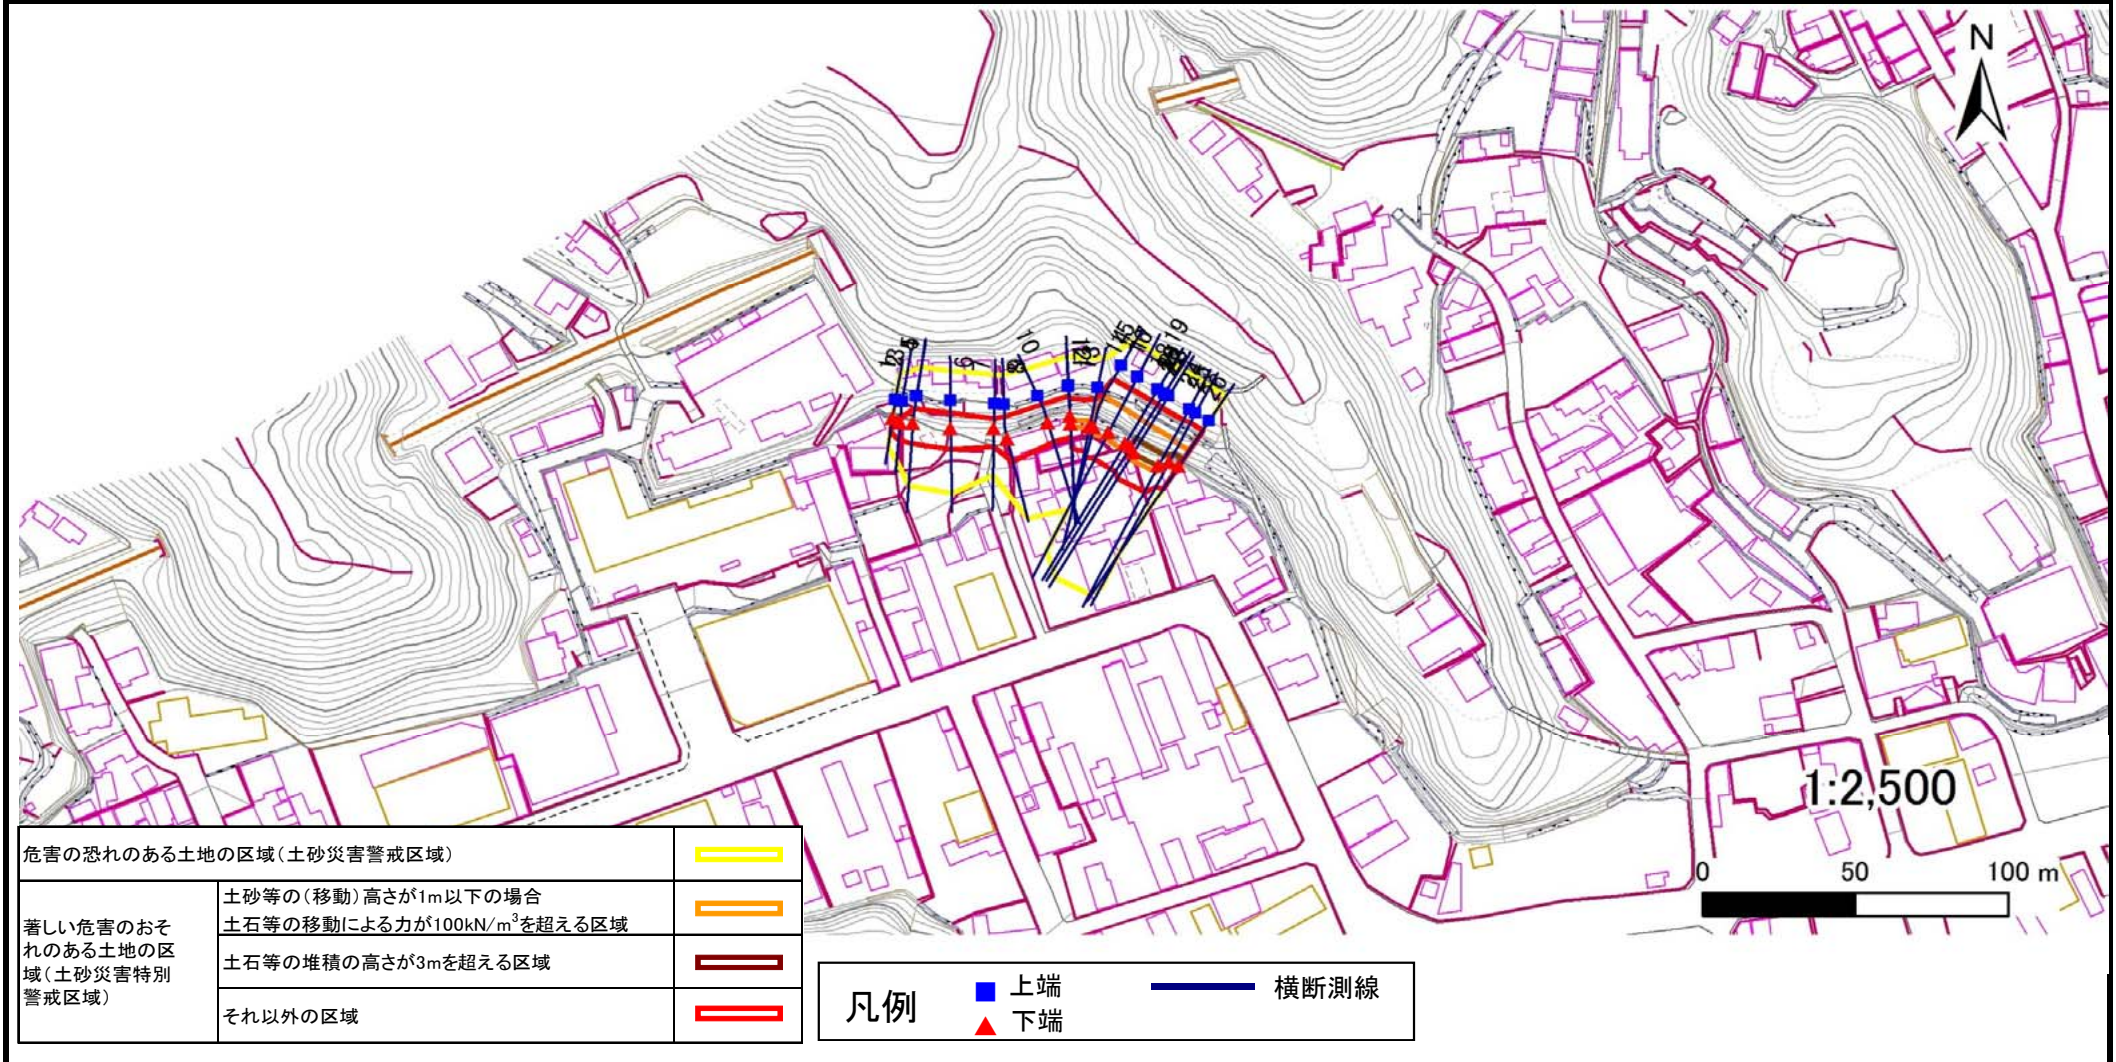 N
10
19
1:2,500
0 50 100 m
危害の恐れのある土地の区域(土砂災害警戒区域)
著しい危害のおそ
れのある土地の区
域(土砂災害特別
警戒区域)
土砂等の(移動)高さが1m以下の場合
土石等の移動による力が100kN/m³を超える区域
土石等の堆積の高さが3mを超える区域
それ以外の区域
凡例
上端
下端
横断測線